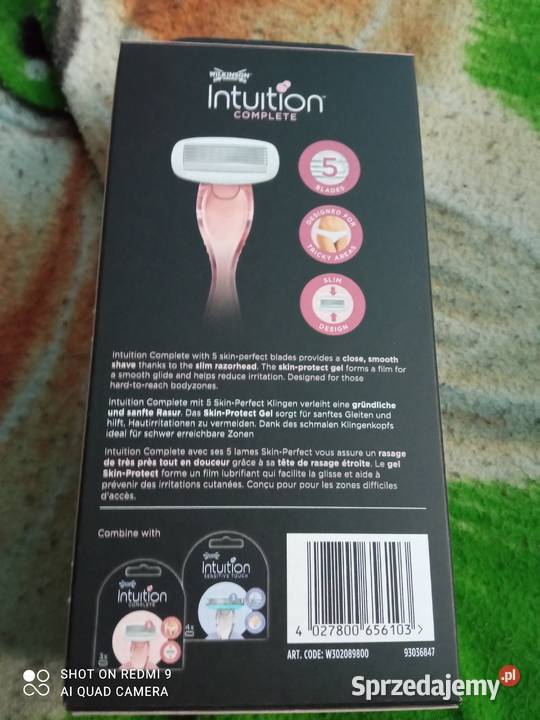 WILKINSON
Intuition
COMPLETE
5
BLADES
DESIGNED FOR
TRICKY AREAS
SLIM
DESIGN
Intuition Complete with 5 skin-perfect blades provides a close, smooth
shave thanks to the slim razorhead. The skin-protect gel forms a film for
a smooth glide and helps reduce irritation. Designed for those
hard-to-reach bodyzones.
Intuition Complete mit 5 Skin-Perfect Klingen verleiht eine gründliche
und sanfte Rasur. Das Skin-Protect Gel sorgt für sanftes Gleiten und
hilft, Hautirritationen zu vermeiden. Dank des schmalen Klingenkopfs
ideal für schwer erreichbare Zonen
Intuition Complete avec ses 5 lames Skin-Perfect vous assure un rasage
de très près tout en douceur grâce à sa tête de rasage étroite. Le gel
Skin-Protect forme un film lubrifiant qui facilite la glisse et aide à
prévenir des irritations cutanées. Conçu pour pour les zones difficiles
d'accès.
Combine with
Intuition
COMPLETE
3x
Intuition
SENSITIVE TOUCH
4x
4 027800 656103 >
ART. CODE: W302089800 93036847
SHOT ON REDMI 9
AI QUAD CAMERA
Sprzedajemy.pl